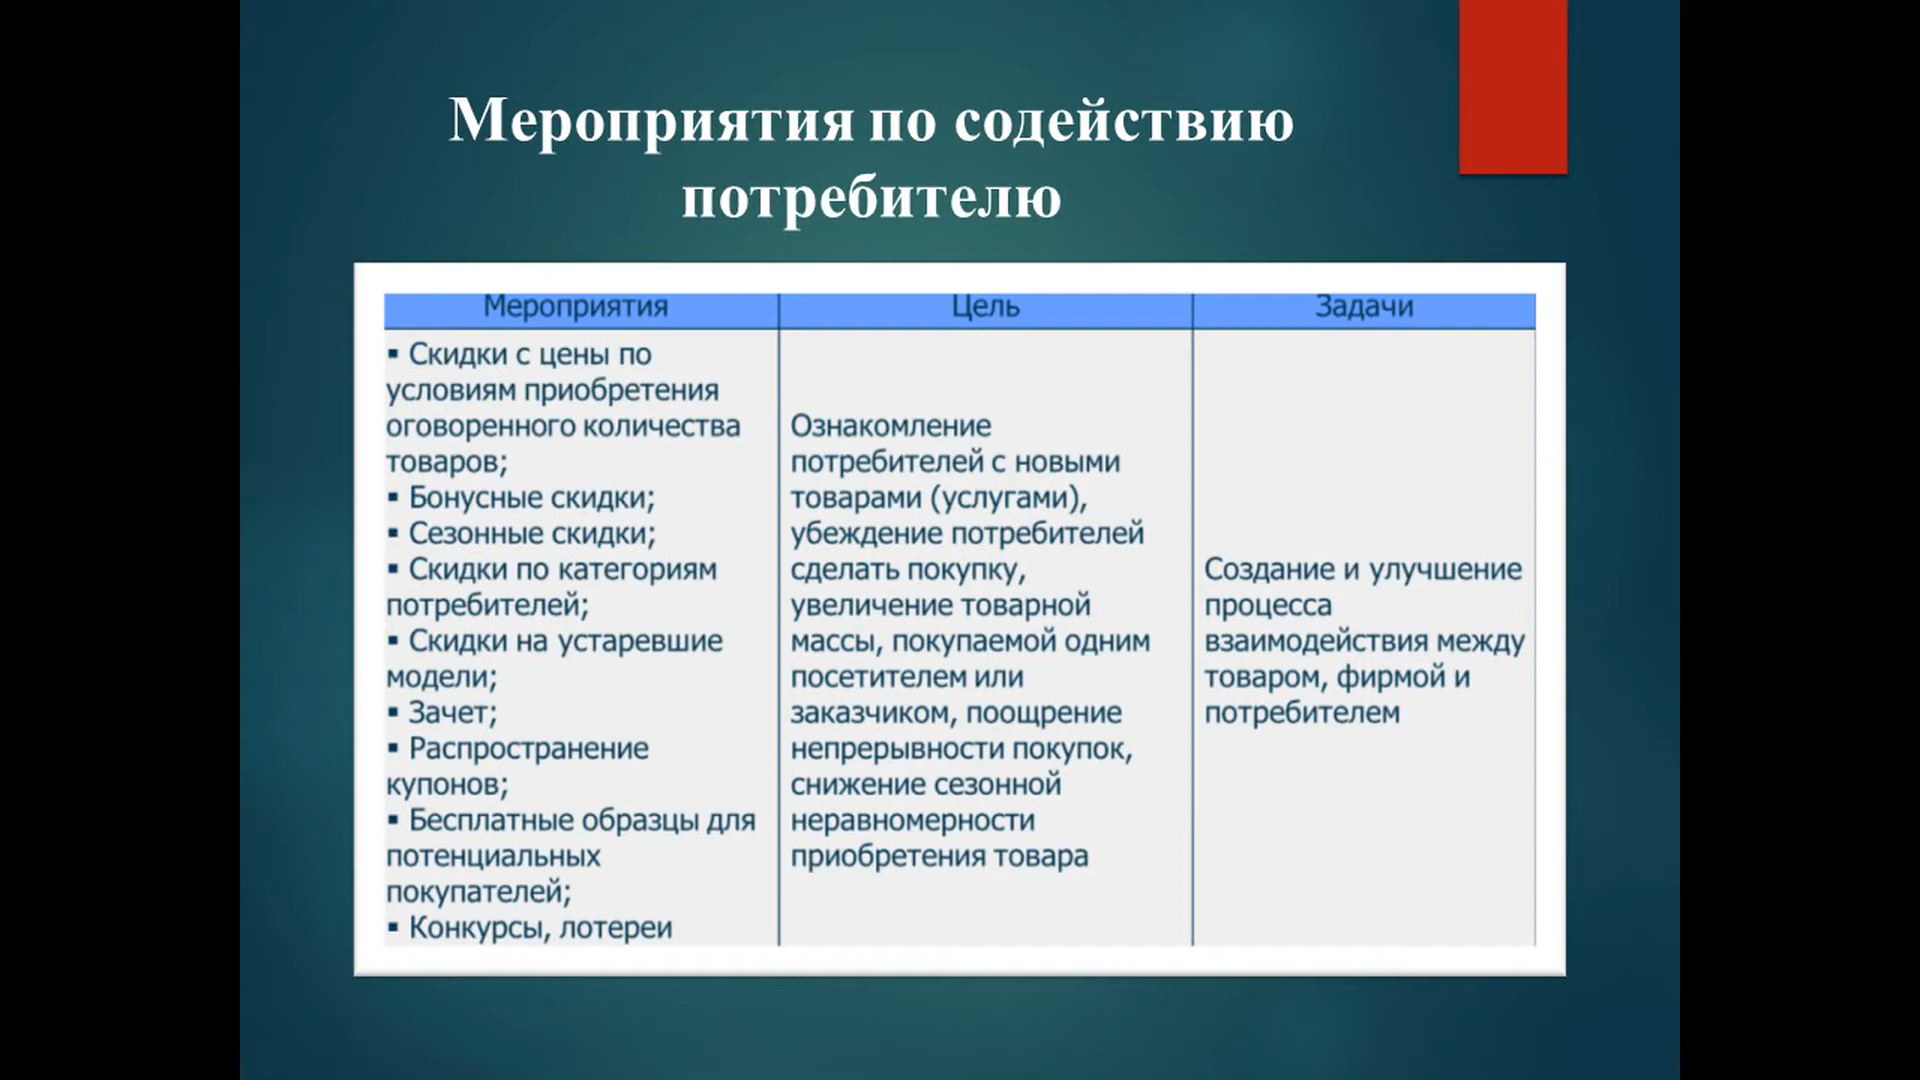 Мероприятия по содействию
потребителю
Мероприятия
Цель
Задачи
▪ Скидки с цены по
условиям приобретения
оговоренного количества
товаров;
▪ Бонусные скидки;
▪ Сезонные скидки;
▪ Скидки по категориям
потребителей;
▪ Скидки на устаревшие
модели;
▪ Зачет;
▪ Распространение
купонов;
▪ Бесплатные образцы для
потенциальных
покупателей;
▪ Конкурсы, лотереи
Ознакомление
потребителей с новыми
товарами (услугами),
убеждение потребителей
сделать покупку,
увеличение товарной
массы, покупаемой одним
посетителем или
заказчиком, поощрение
непрерывности покупок,
снижение сезонной
неравномерности
приобретения товара
Создание и улучшение
процесса
взаимодействия между
товаром, фирмой и
потребителем